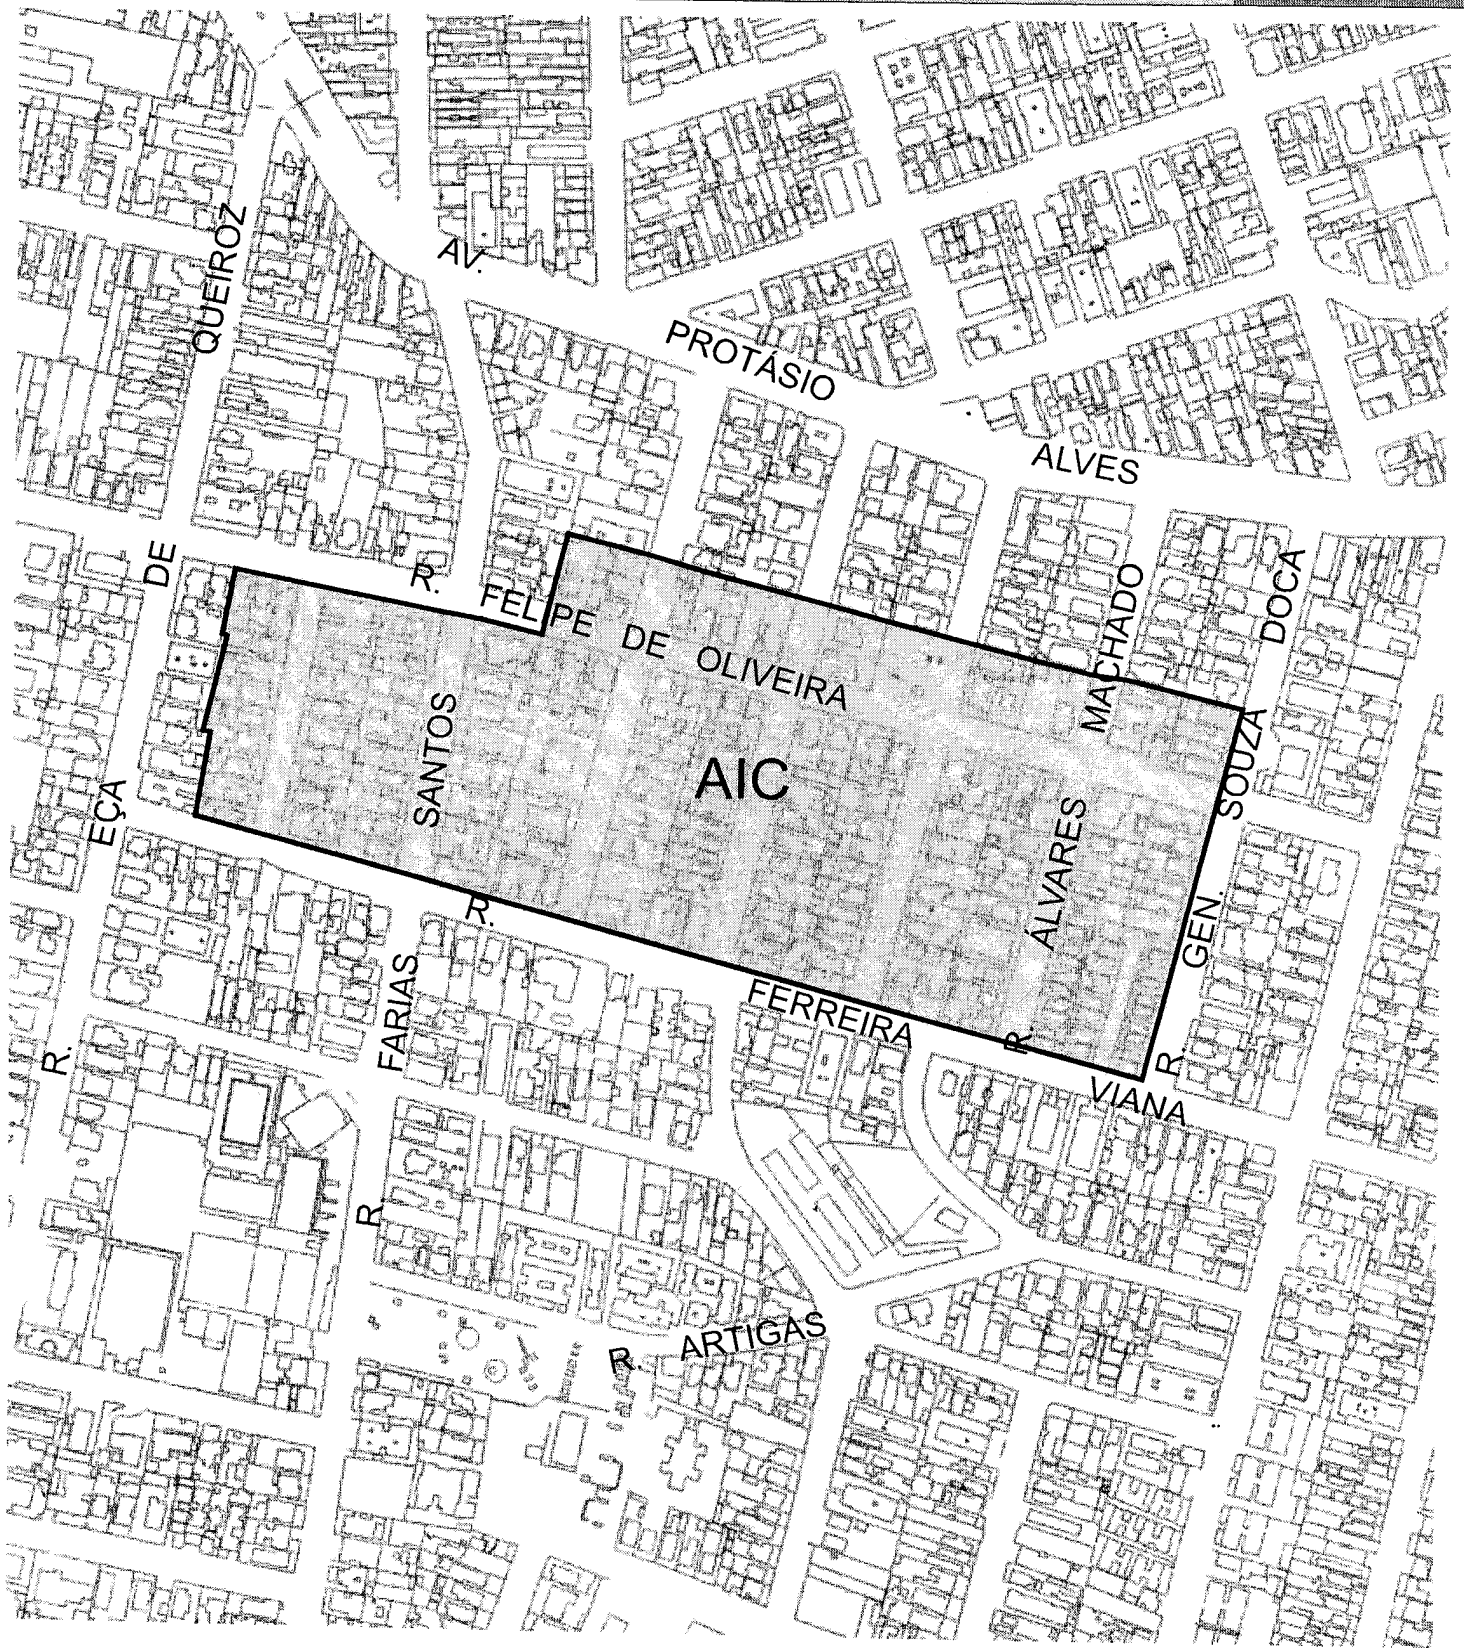 AV. PROTÁSIO ALVES
R. EÇA DE QUEIROZ
R. FELIPE DE OLIVEIRA
R. SANTOS
FARIAS
R. ÁLVARES MACHADO
R. GEN. SOUZA DOCA
AIC
R. FERREIRA VIANA
R.
R. ARTIGAS